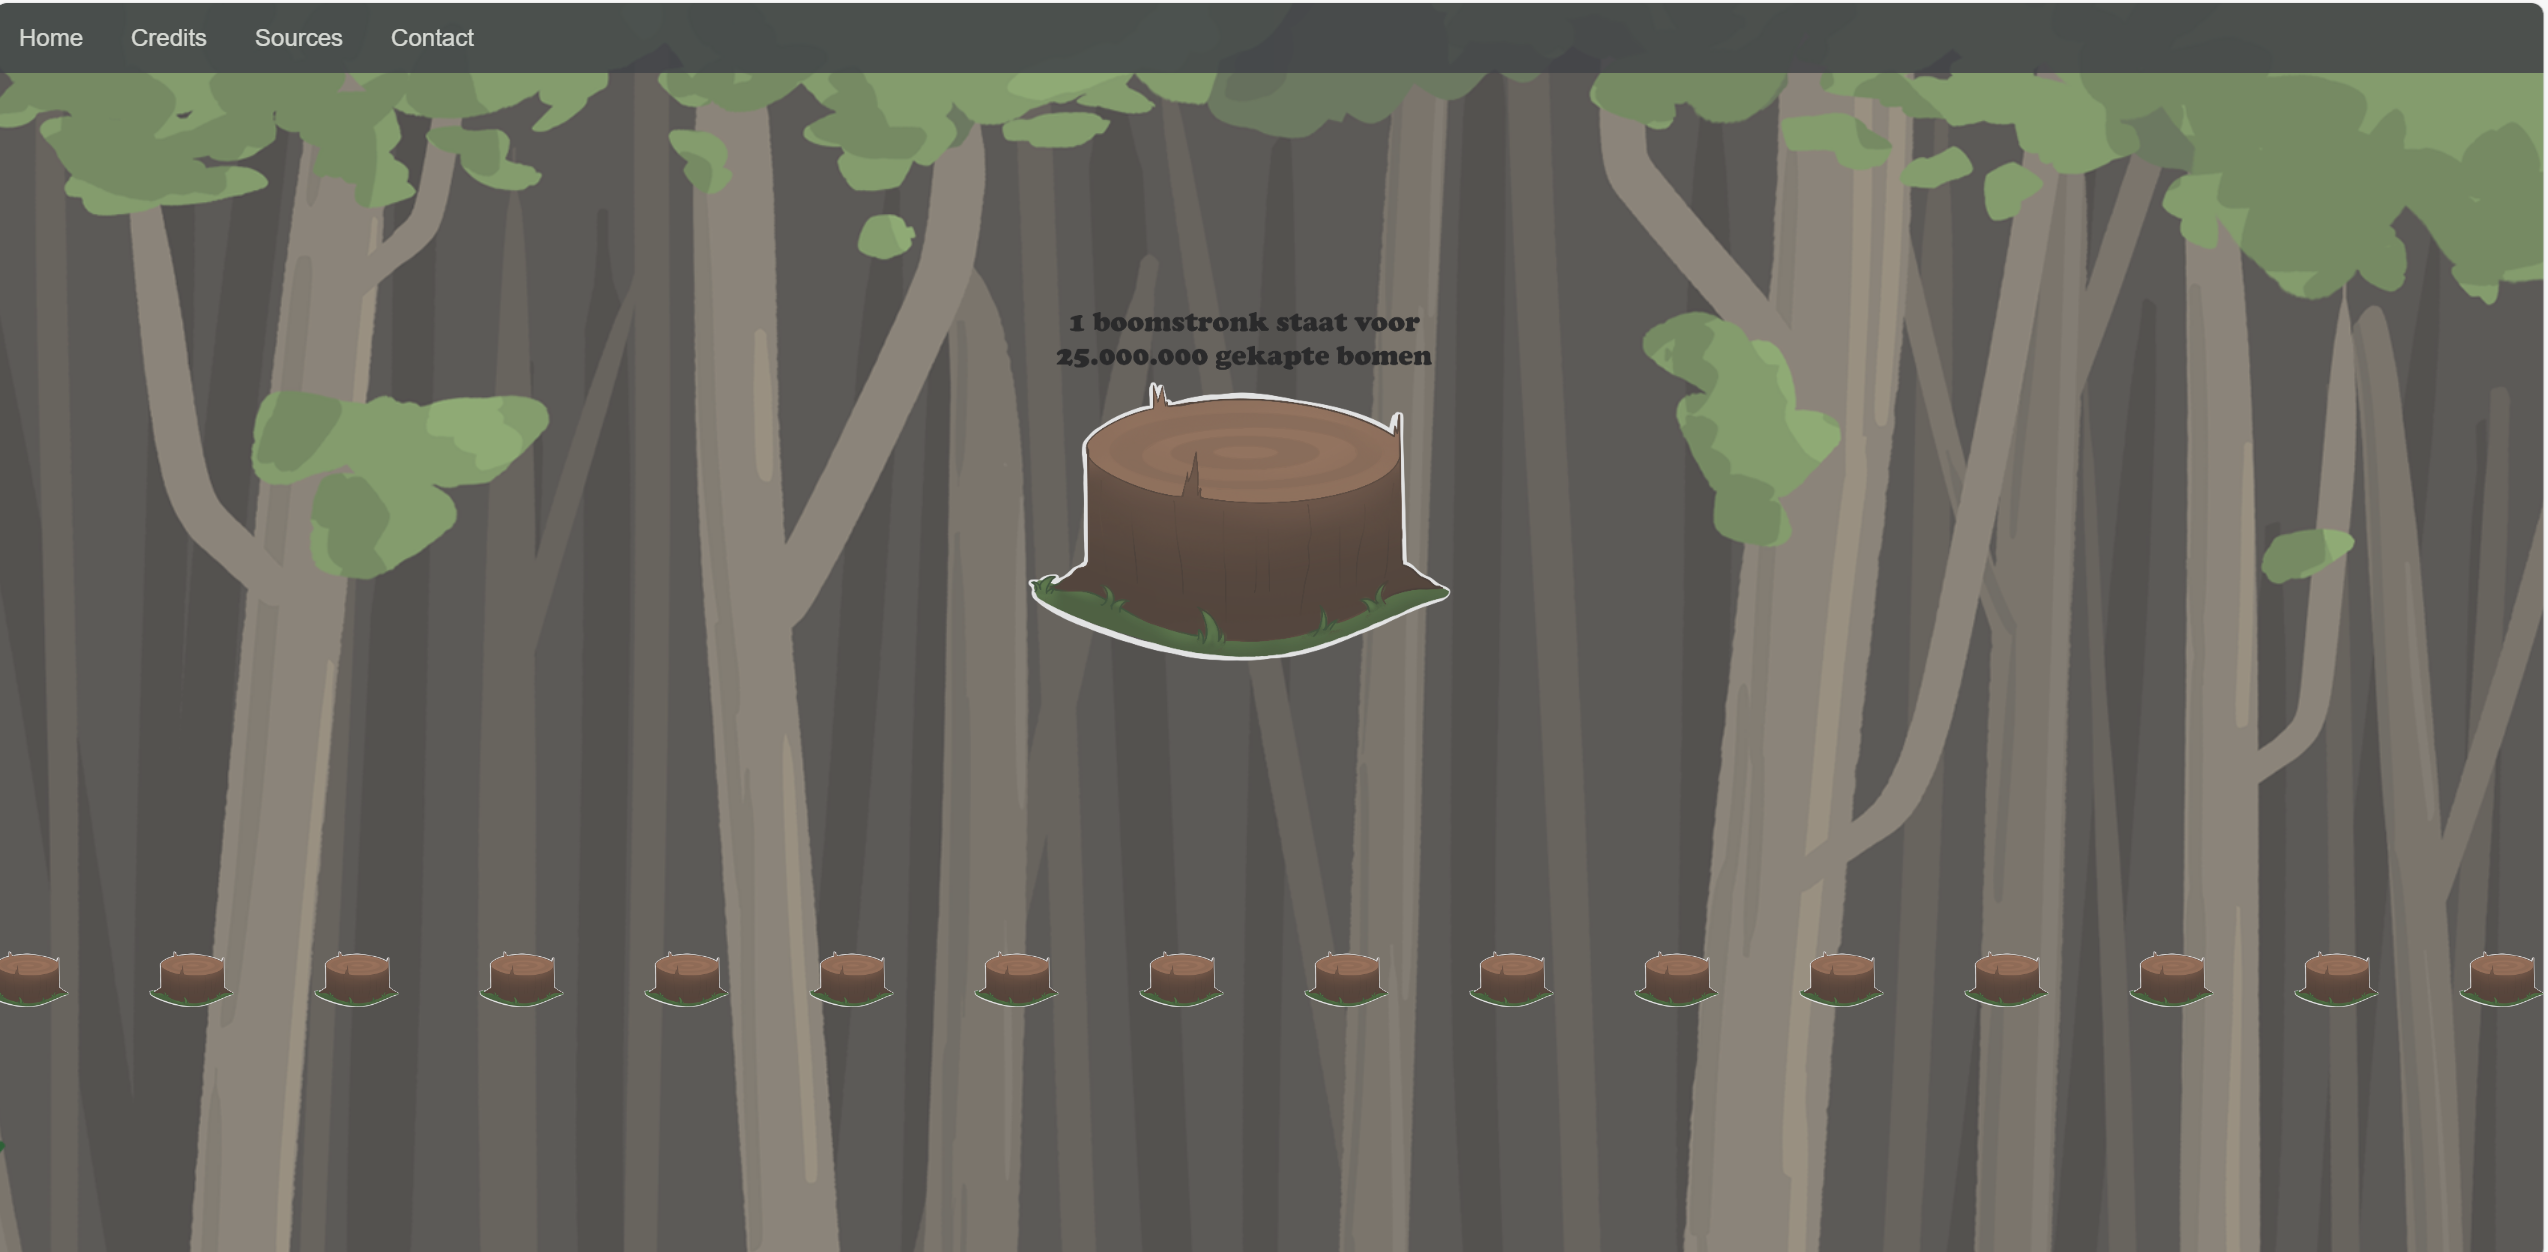 Home Credits Sources Contact
1 boomstronk staat voor
25.000.000 gekapte bomen